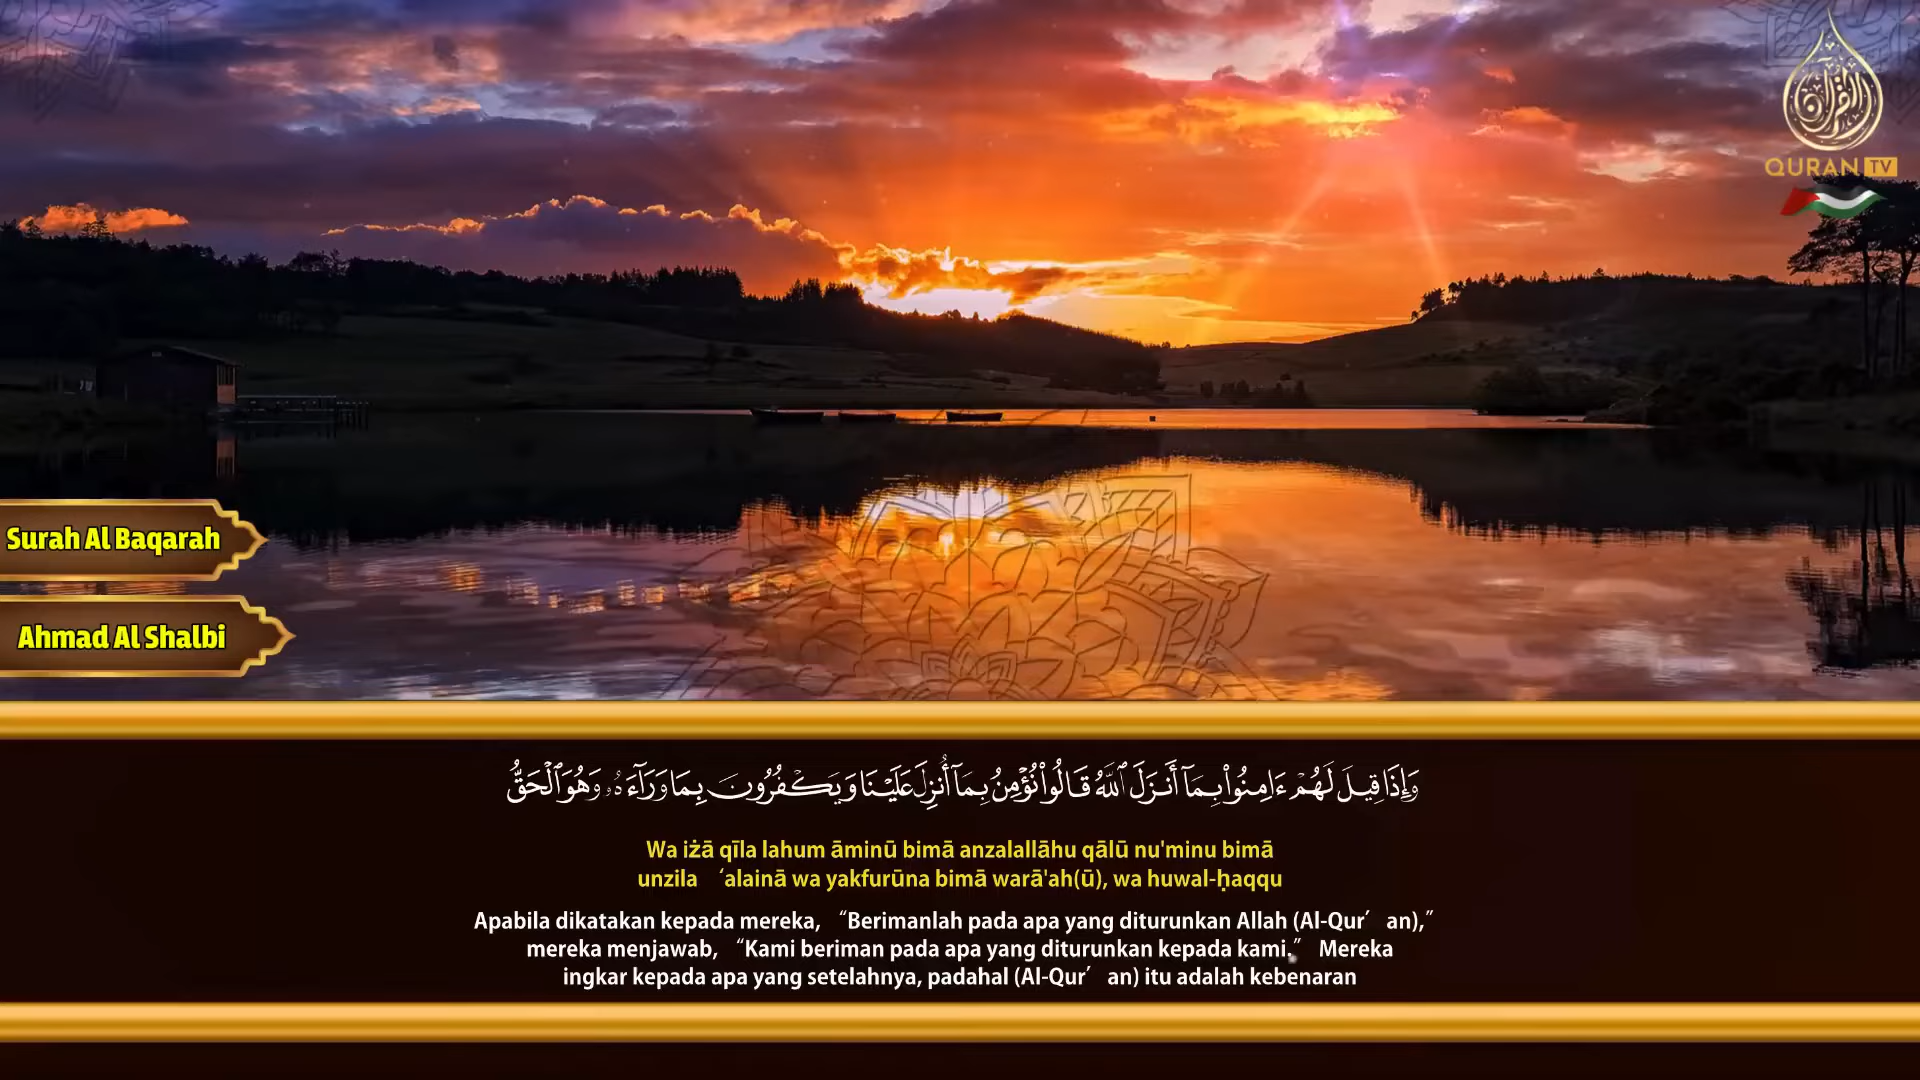 القرآن
QURAN TV
Surah Al Baqarah
Ahmad Al Shalbi
وَإِذَا قِيلَ لَهُمْ ءَامِنُوا۟ بِمَآ أَنزَلَ ٱللَّهُ قَالُوا۟ نُؤْمِنُ بِمَآ أُنزِلَ عَلَيْنَا وَيَكْفُرُونَ بِمَا وَرَآءَهُۥ وَهُوَ ٱلْحَقُّ
Wa iżā qīla lahum āminū bimā anzalallāhu qālū nu'minu bimā
unzila ‘alainā wa yakfurūna bimā warā'ah(ū), wa huwal-ḥaqqu
Apabila dikatakan kepada mereka, “Berimanlah pada apa yang diturunkan Allah (Al-Qur’an),”
mereka menjawab, “Kami beriman pada apa yang diturunkan kepada kami.” Mereka
ingkar kepada apa yang setelahnya, padahal (Al-Qur’an) itu adalah kebenaran